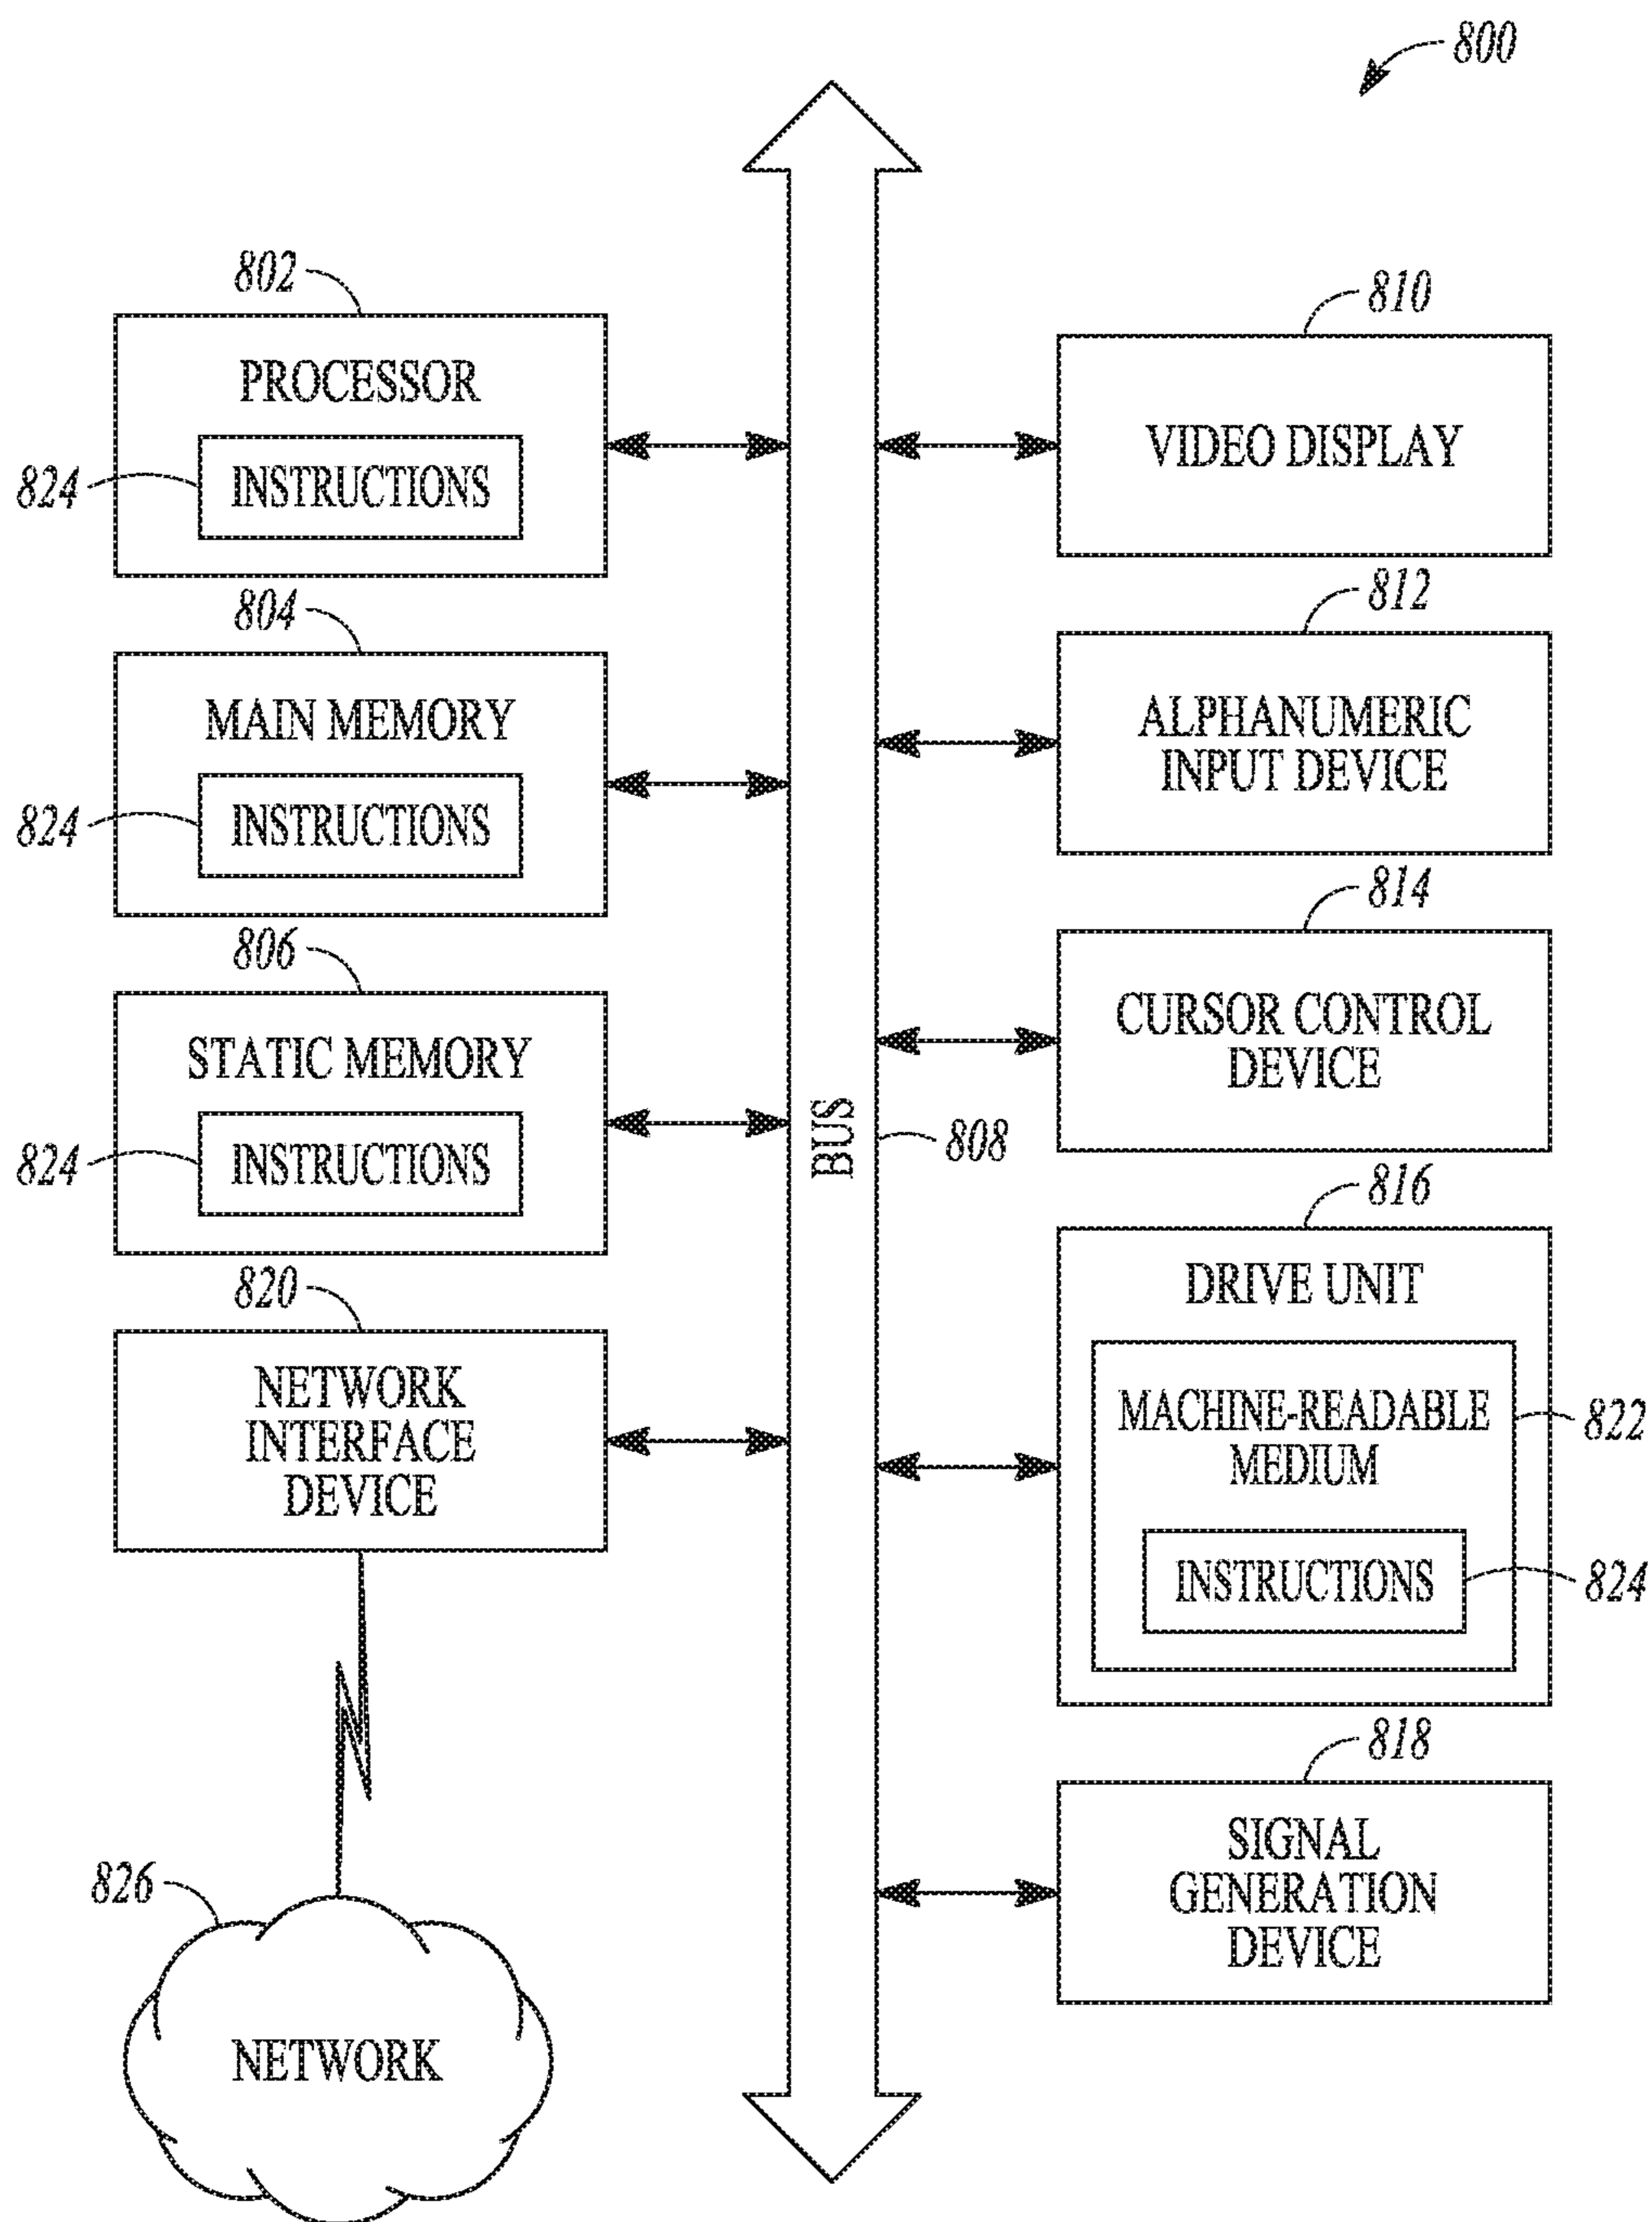 800
802
PROCESSOR
824
INSTRUCTIONS
804
MAIN MEMORY
824
INSTRUCTIONS
806
STATIC MEMORY
824
INSTRUCTIONS
820
NETWORK
INTERFACE
DEVICE
826
NETWORK
BUS
808
810
VIDEO DISPLAY
812
ALPHANUMERIC
INPUT DEVICE
814
CURSOR CONTROL
DEVICE
816
DRIVE UNIT
MACHINE-READABLE
MEDIUM
822
INSTRUCTIONS
824
818
SIGNAL
GENERATION
DEVICE